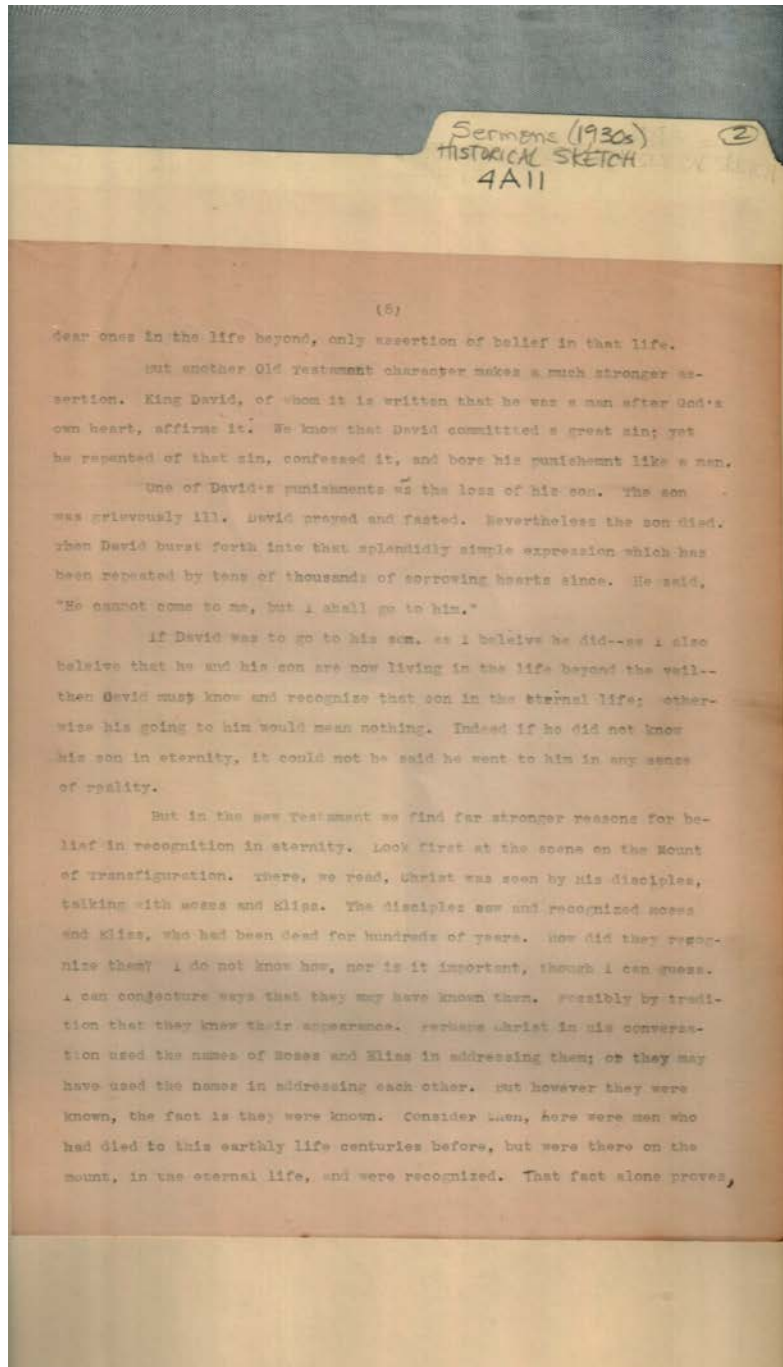 Sermons (1930s) 2
HISTORICAL SKETCH
4A11
dear ones in the life beyond, only assertion of belief in that life.
But another Old Testament character makes a much stronger as-
sertion. King David, of whom it is written that he was a man after God's
own heart, affirms it. We know that David committted a great sin; yet
he repented of that sin, confessed it, and bore his punishemnt like a man.
One of David's punishments was the loss of his son. The son
was grievously ill. David prayed and fasted. Nevertheless the son died.
Then David burst forth into that splendidly simple expression which has
been repeated by tens of thousands of sorrowing hearts since. He said,
"He cannot come to me, but I shall go to him."
If David was to go to his son, as I beleive he did--as I also
beleive that he and his son are now living in the life beyond the veil--
then David must know and recognize that son in the eternal life; other-
wise his going to him would mean nothing. Indeed if he did not know
his son in eternity, it could not be said he went to him in any sense
of reality.
But in the New Testament we find far stronger reasons for be-
lief in recognition in eternity. Look first at the scene on the Mount
of Transfiguration. There, we read, Christ was seen by His disciples,
talking with Moses and Elias. The disciples saw and recognized Moses
and Elias, who had been dead for hundreds of years. How did they recog-
nize them? I do not know how, nor is it important, though I can guess.
I can conjecture ways that they may have known them. Possibly by tradi-
tion that they knew their appearance. Perhaps Christ in His conversa-
tion used the names of Moses and Elias in addressing them; or they may
have used the names in addressing each other. But however they were
known, the fact is they were known. Consider then, here were men who
had died to this earthly life centuries before, but were there on the
mount, in the eternal life, and were recognized. That fact alone proves,